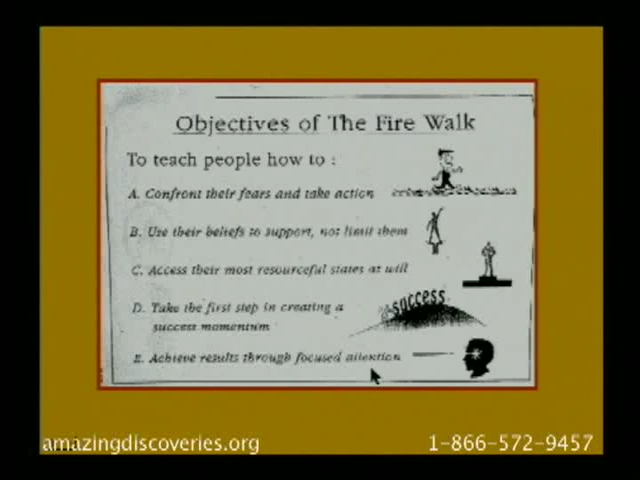 Objectives of The Fire Walk
To teach people how to :
A. Confront their fears and take action
B. Use their beliefs to support, not limit them
C. Access their most resourceful states at will
D. Take the first step in creating a
success momentum
success
E. Achieve results through focused attention
amazingdiscoveries.org
1-866-572-9457